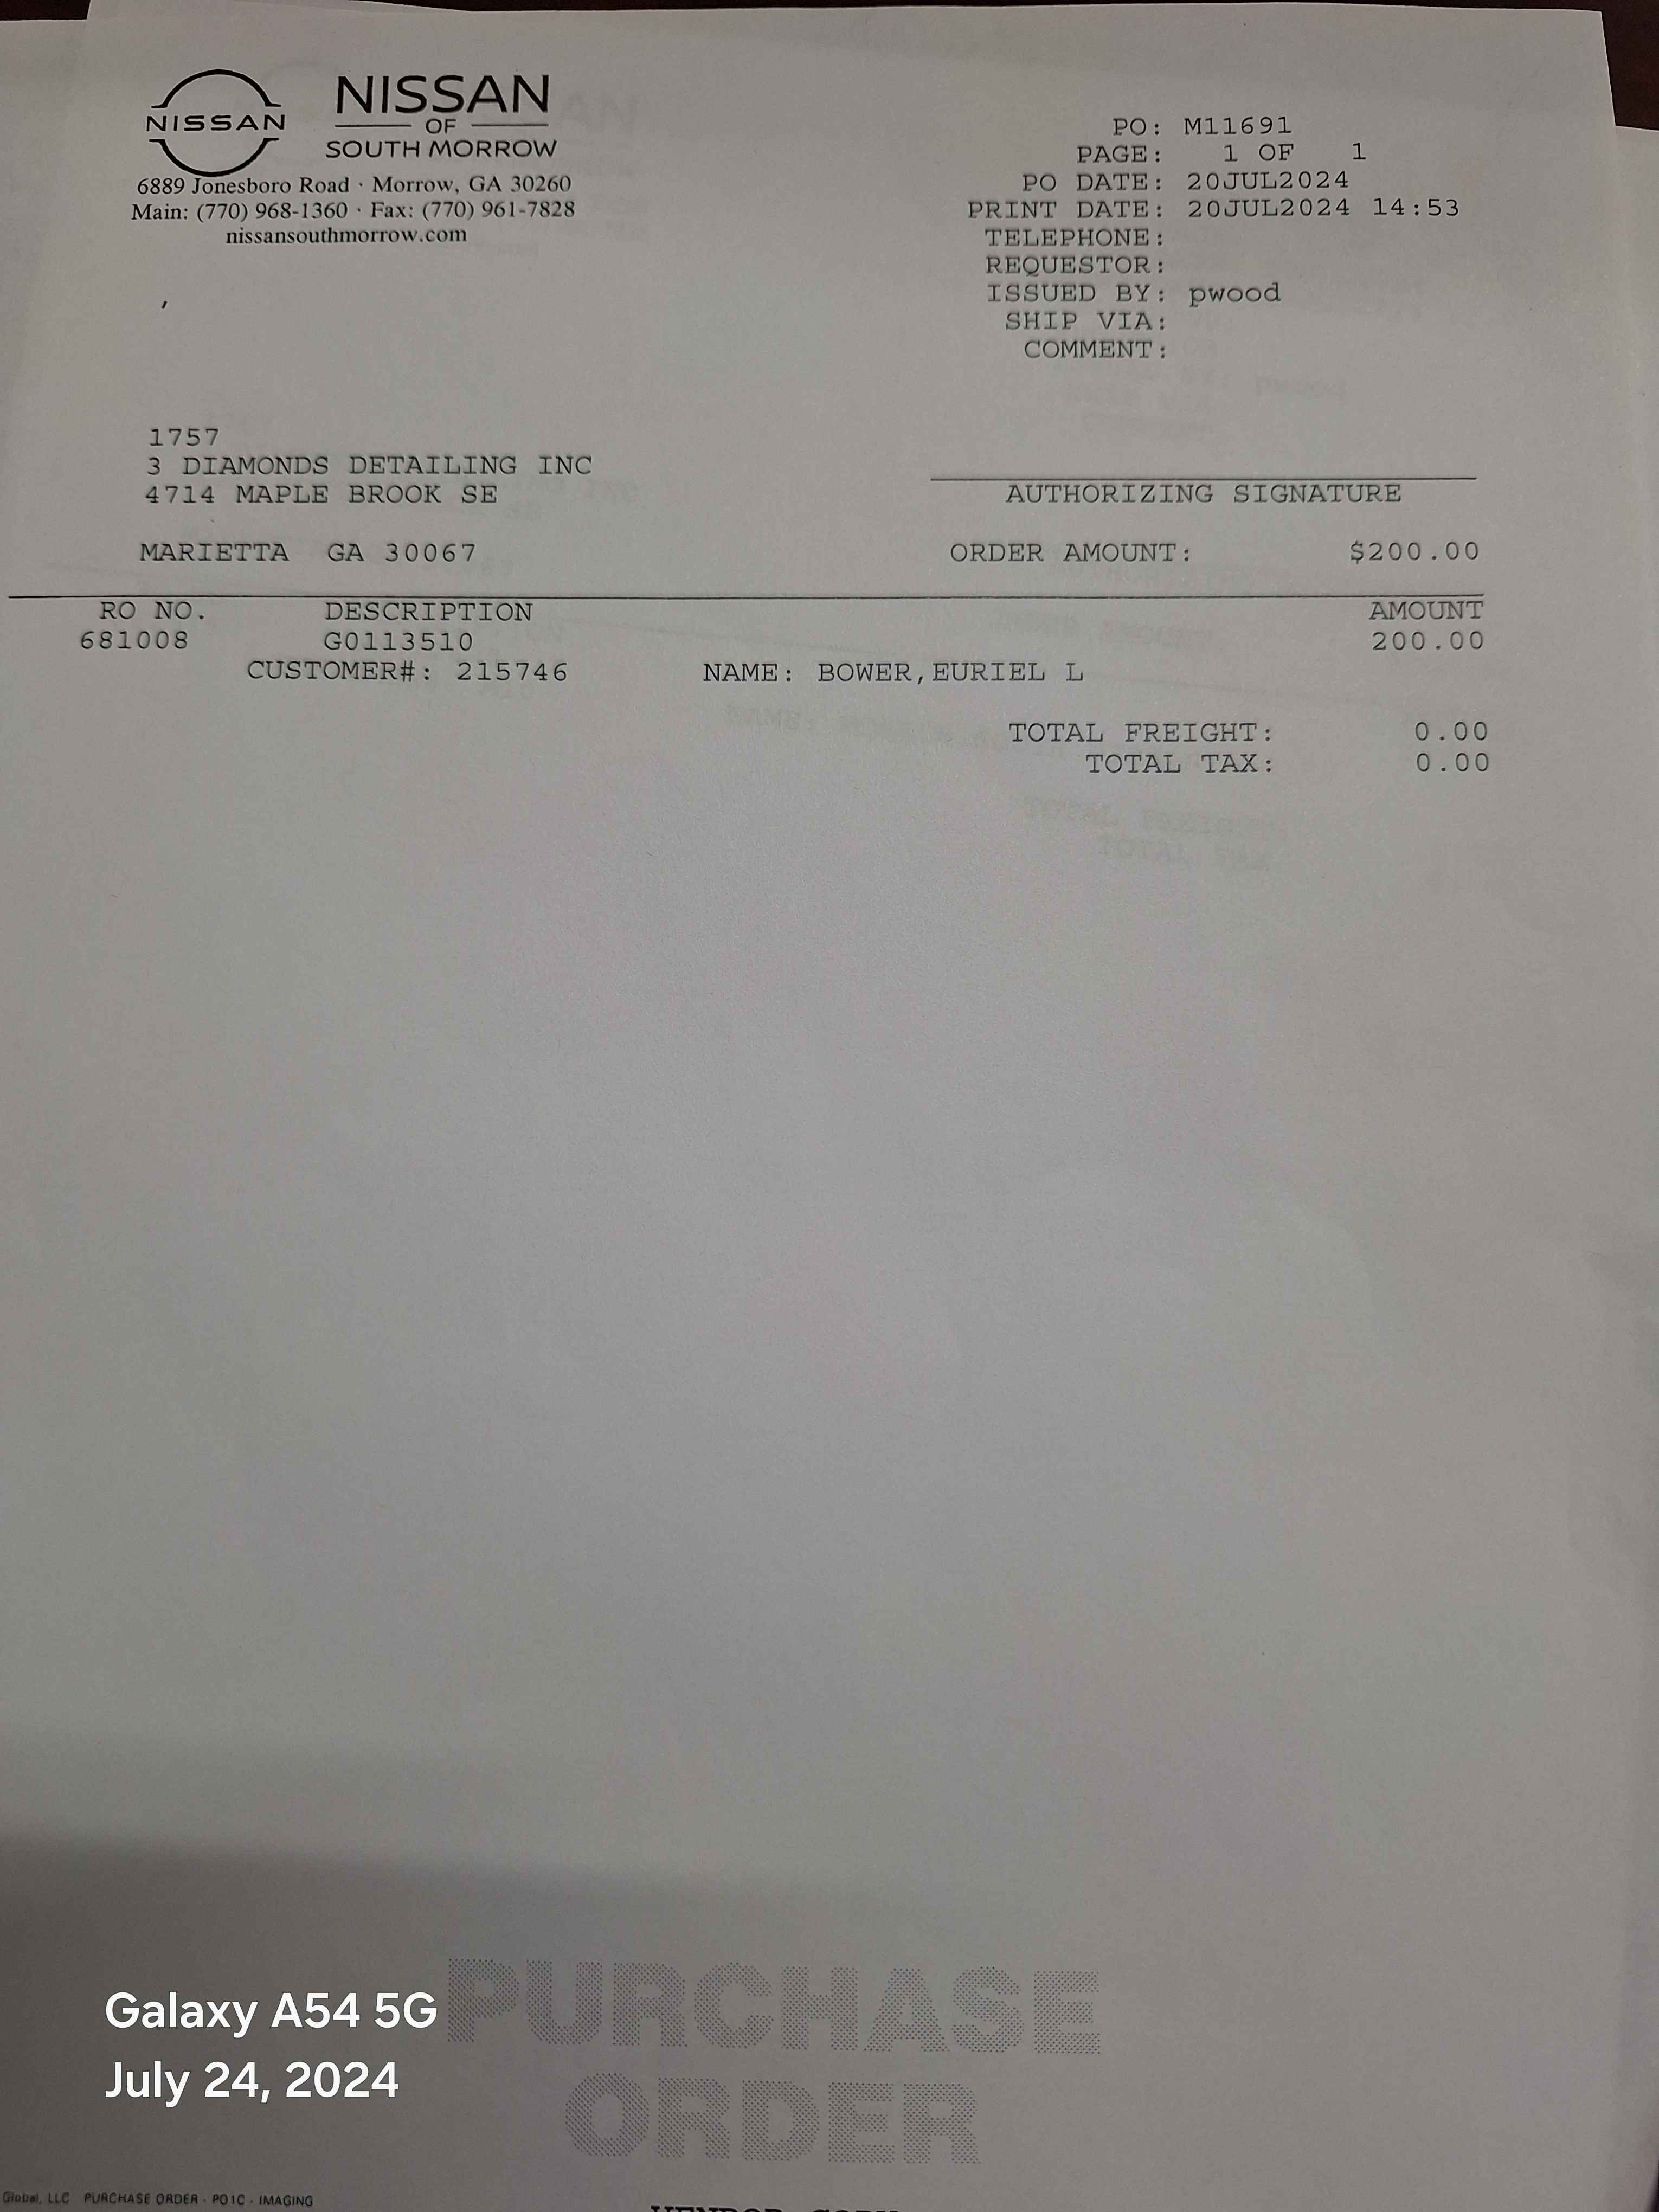 NISSAN
NISSAN
OF
SOUTH MORROW
6889 Jonesboro Road · Morrow, GA 30260
Main: (770) 968-1360 · Fax: (770) 961-7828
nissansouthmorrow.com
PO: M11691
PAGE: 1 OF 1
PO DATE: 20JUL2024
PRINT DATE: 20JUL2024 14:53
TELEPHONE:
REQUESTOR:
ISSUED BY: pwood
SHIP VIA:
COMMENT:
1757
3 DIAMONDS DETAILING INC
4714 MAPLE BROOK SE
MARIETTA GA 30067
AUTHORIZING SIGNATURE
ORDER AMOUNT: $200.00
RO NO. DESCRIPTION AMOUNT
681008 G0113510 200.00
CUSTOMER#: 215746 NAME: BOWER,EURIEL L
TOTAL FREIGHT: 0.00
TOTAL TAX: 0.00
PURCHASE
ORDER
Galaxy A54 5G
July 24, 2024
Global, LLC PURCHASE ORDER - PO1C - IMAGING
VENDOR COPY